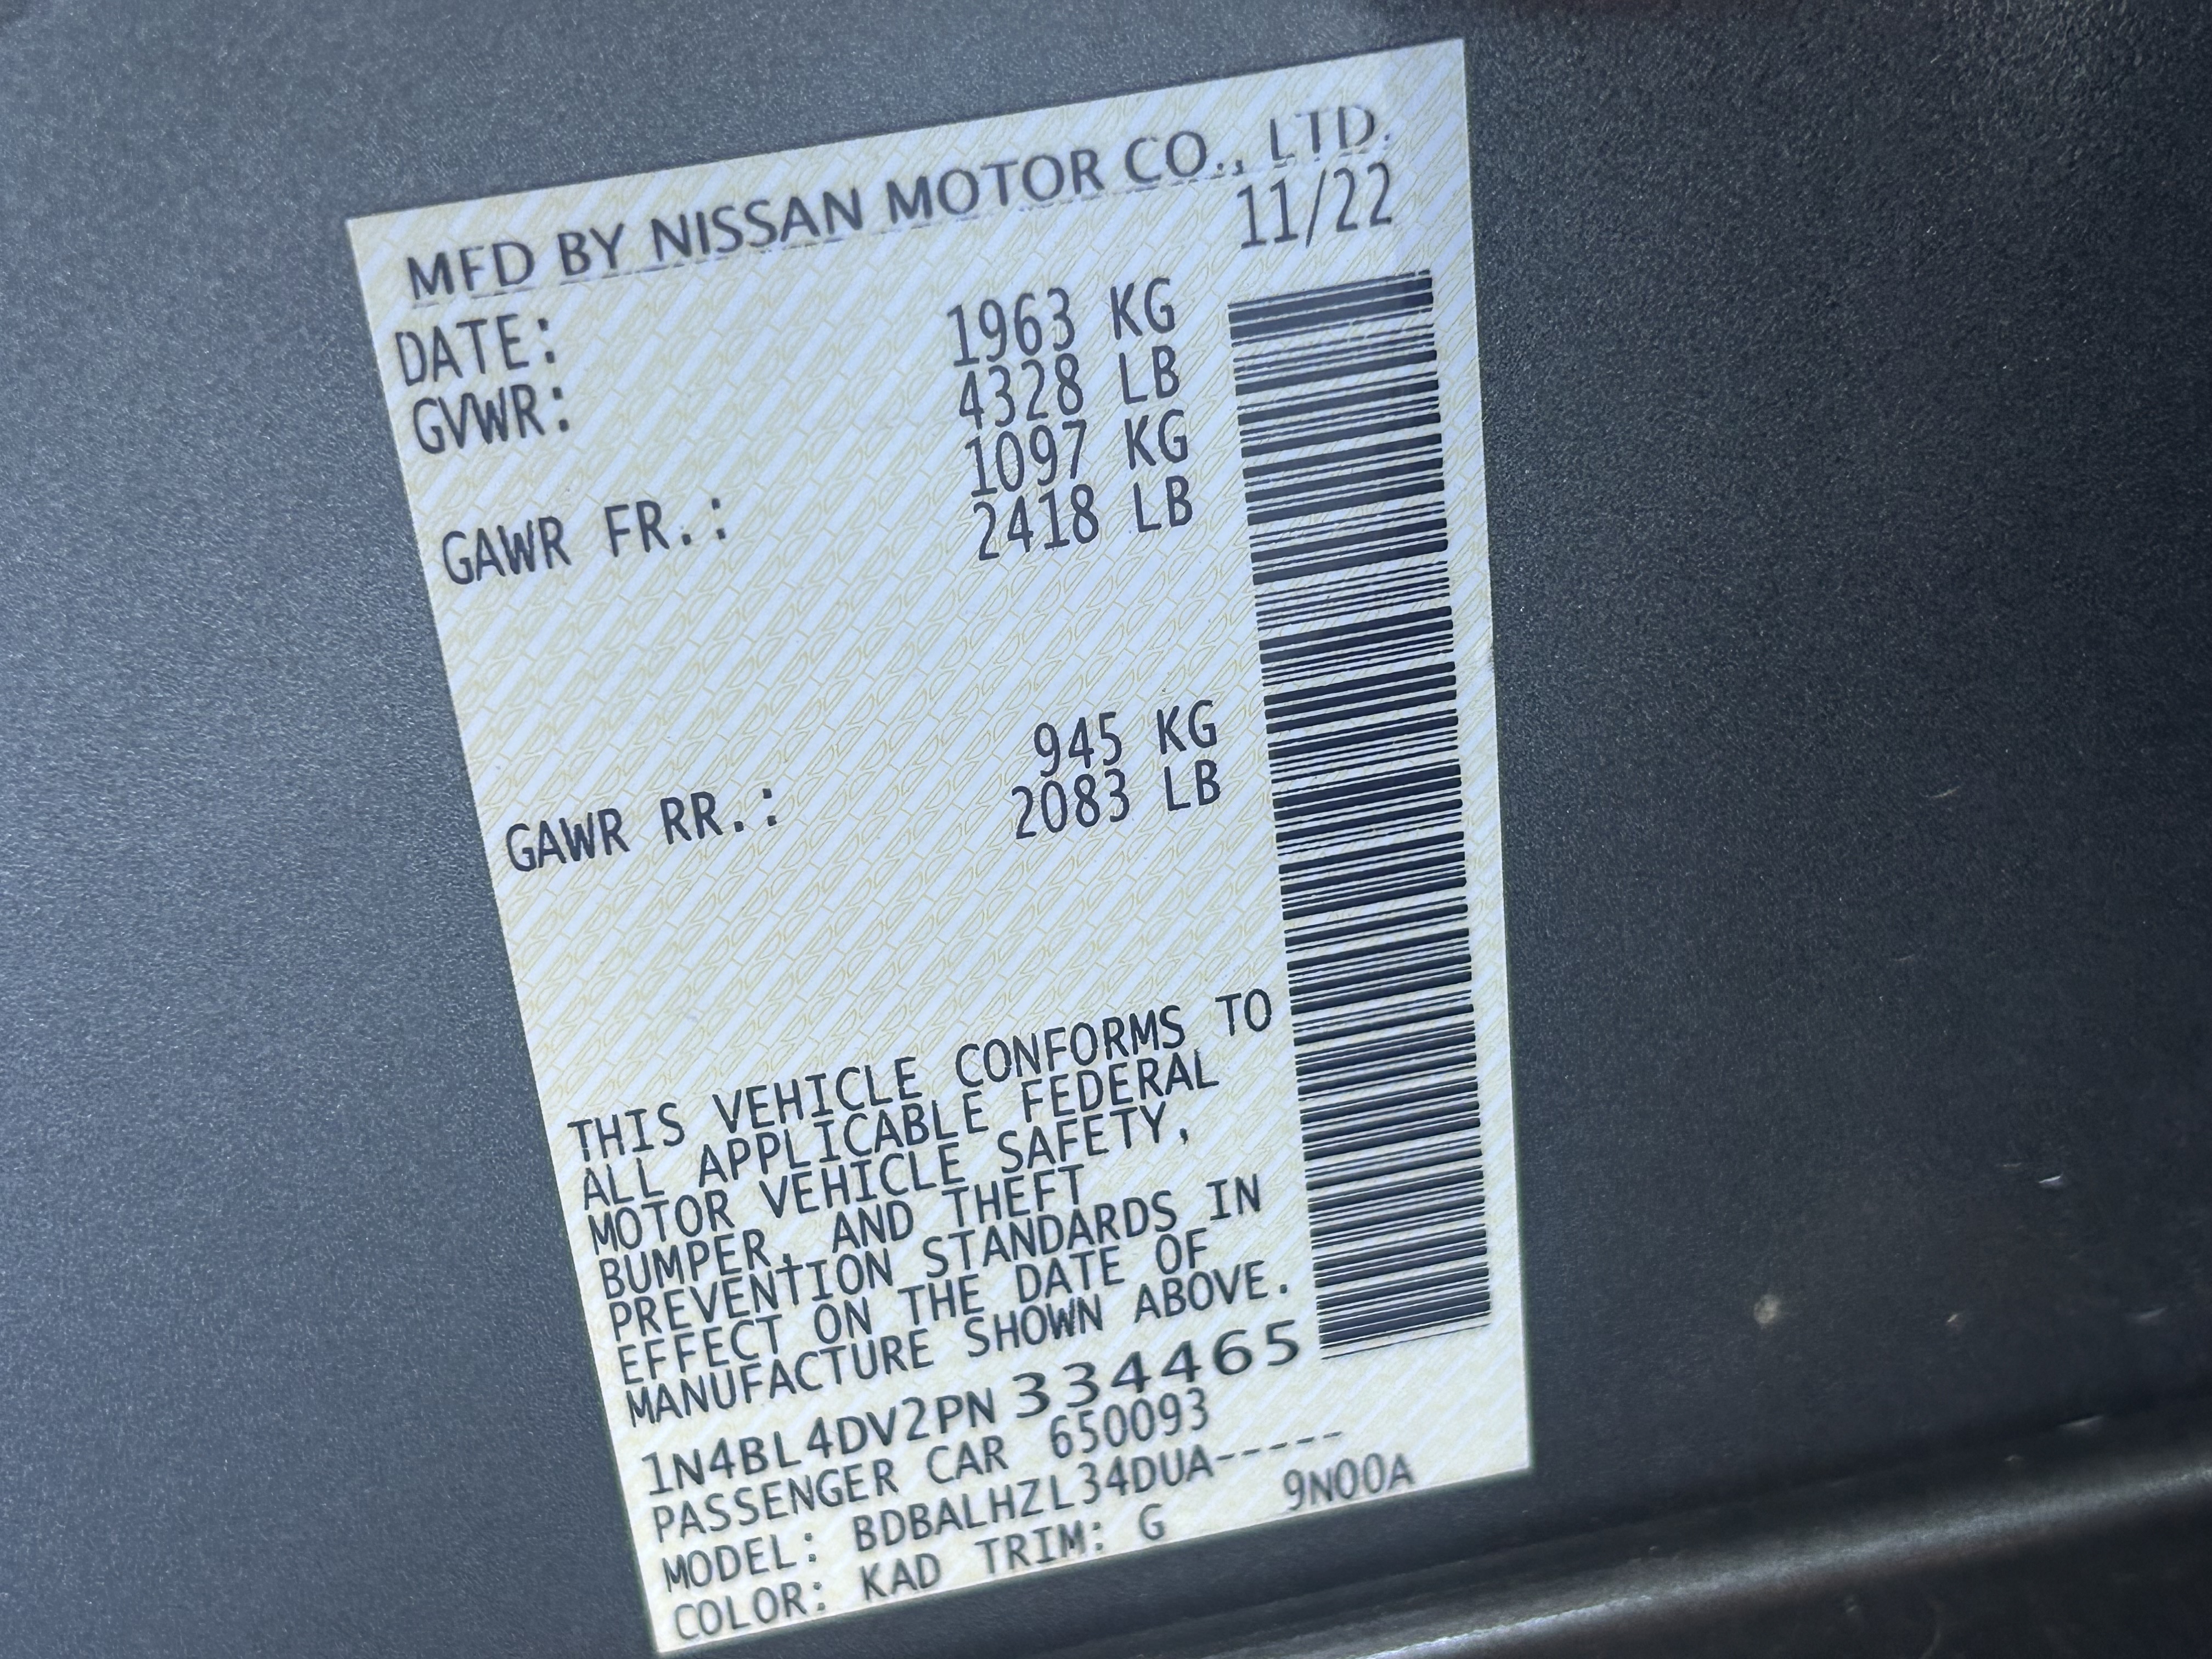 MFD BY NISSAN MOTOR CO., LTD.
DATE: 11/22
GVWR: 1963 KG
4328 LB
GAWR FR.: 1097 KG
2418 LB
GAWR RR.: 945 KG
2083 LB
THIS VEHICLE CONFORMS TO
ALL APPLICABLE FEDERAL
MOTOR VEHICLE SAFETY,
BUMPER, AND THEFT
PREVENTION STANDARDS IN
EFFECT ON THE DATE OF
MANUFACTURE SHOWN ABOVE.
1N4BL4DV2PN334465
PASSENGER CAR 650093
MODEL: BDBALHZL34DUA-----
COLOR: KAD TRIM: G 9N00A